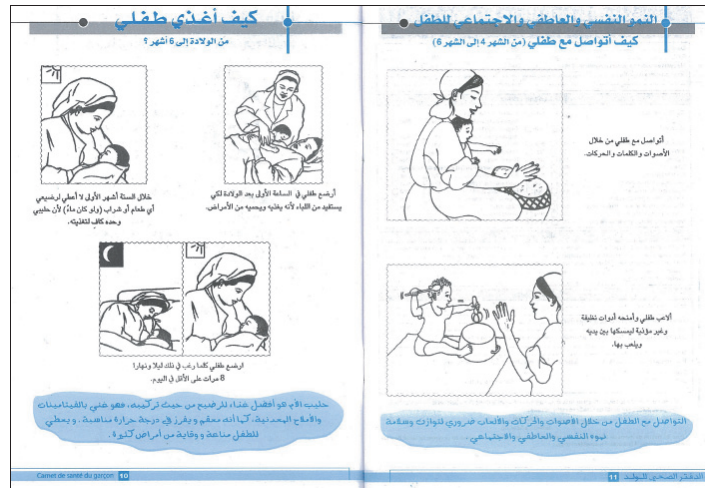 كيف أغذي طفلي
من الولادة إلى 6 أشهر ؟
أرضع طفلي في الساعة الأولى بعد الولادة لكي
يستفيد من اللباء لأنه يغذيه ويحميه من الأمراض.
خلال الستة أشهر الأولى لا أعطي لرضيعي
أي طعام أو شراب (ولو كان ماءً) لأن حليبي
وحده كاف لتغذيته.
ارضع طفلي كلما رغب في ذلك ليلا ونهارا؟
8 مرات على الأقل في اليوم.
حليب الأم هو أفضل غذاء للرضيع من حيث تركيبه، فهو غني بالفيتامينات
والأملاح المعدنية، كما أنه معقم ويفرز في درجة حرارة مناسبة . و يعطي
للطفل مناعة و وقاية من أمراض كثيرة .
Carnet de santé du garçon 10
النمو النفسي والعاطفي والاجتماعي للطفل
كيف أتواصل مع طفلي (من الشهر 4 إلى الشهر 6)
أتواصل مع طفلي من خلال
الأصوات والكلمات والحركات.
ألاعب طفلي وأمنحه أدوات نظيفة
وغير مؤذية ليمسكها بين يديه
ويلعب بها.
التواصل مع الطفل من خلال الأصوات والحركات والألعاب ضروري لتوازن وسلامة
نموه النفسي والعاطفي والاجتماعي.
11 الدفتر الصحي للولد